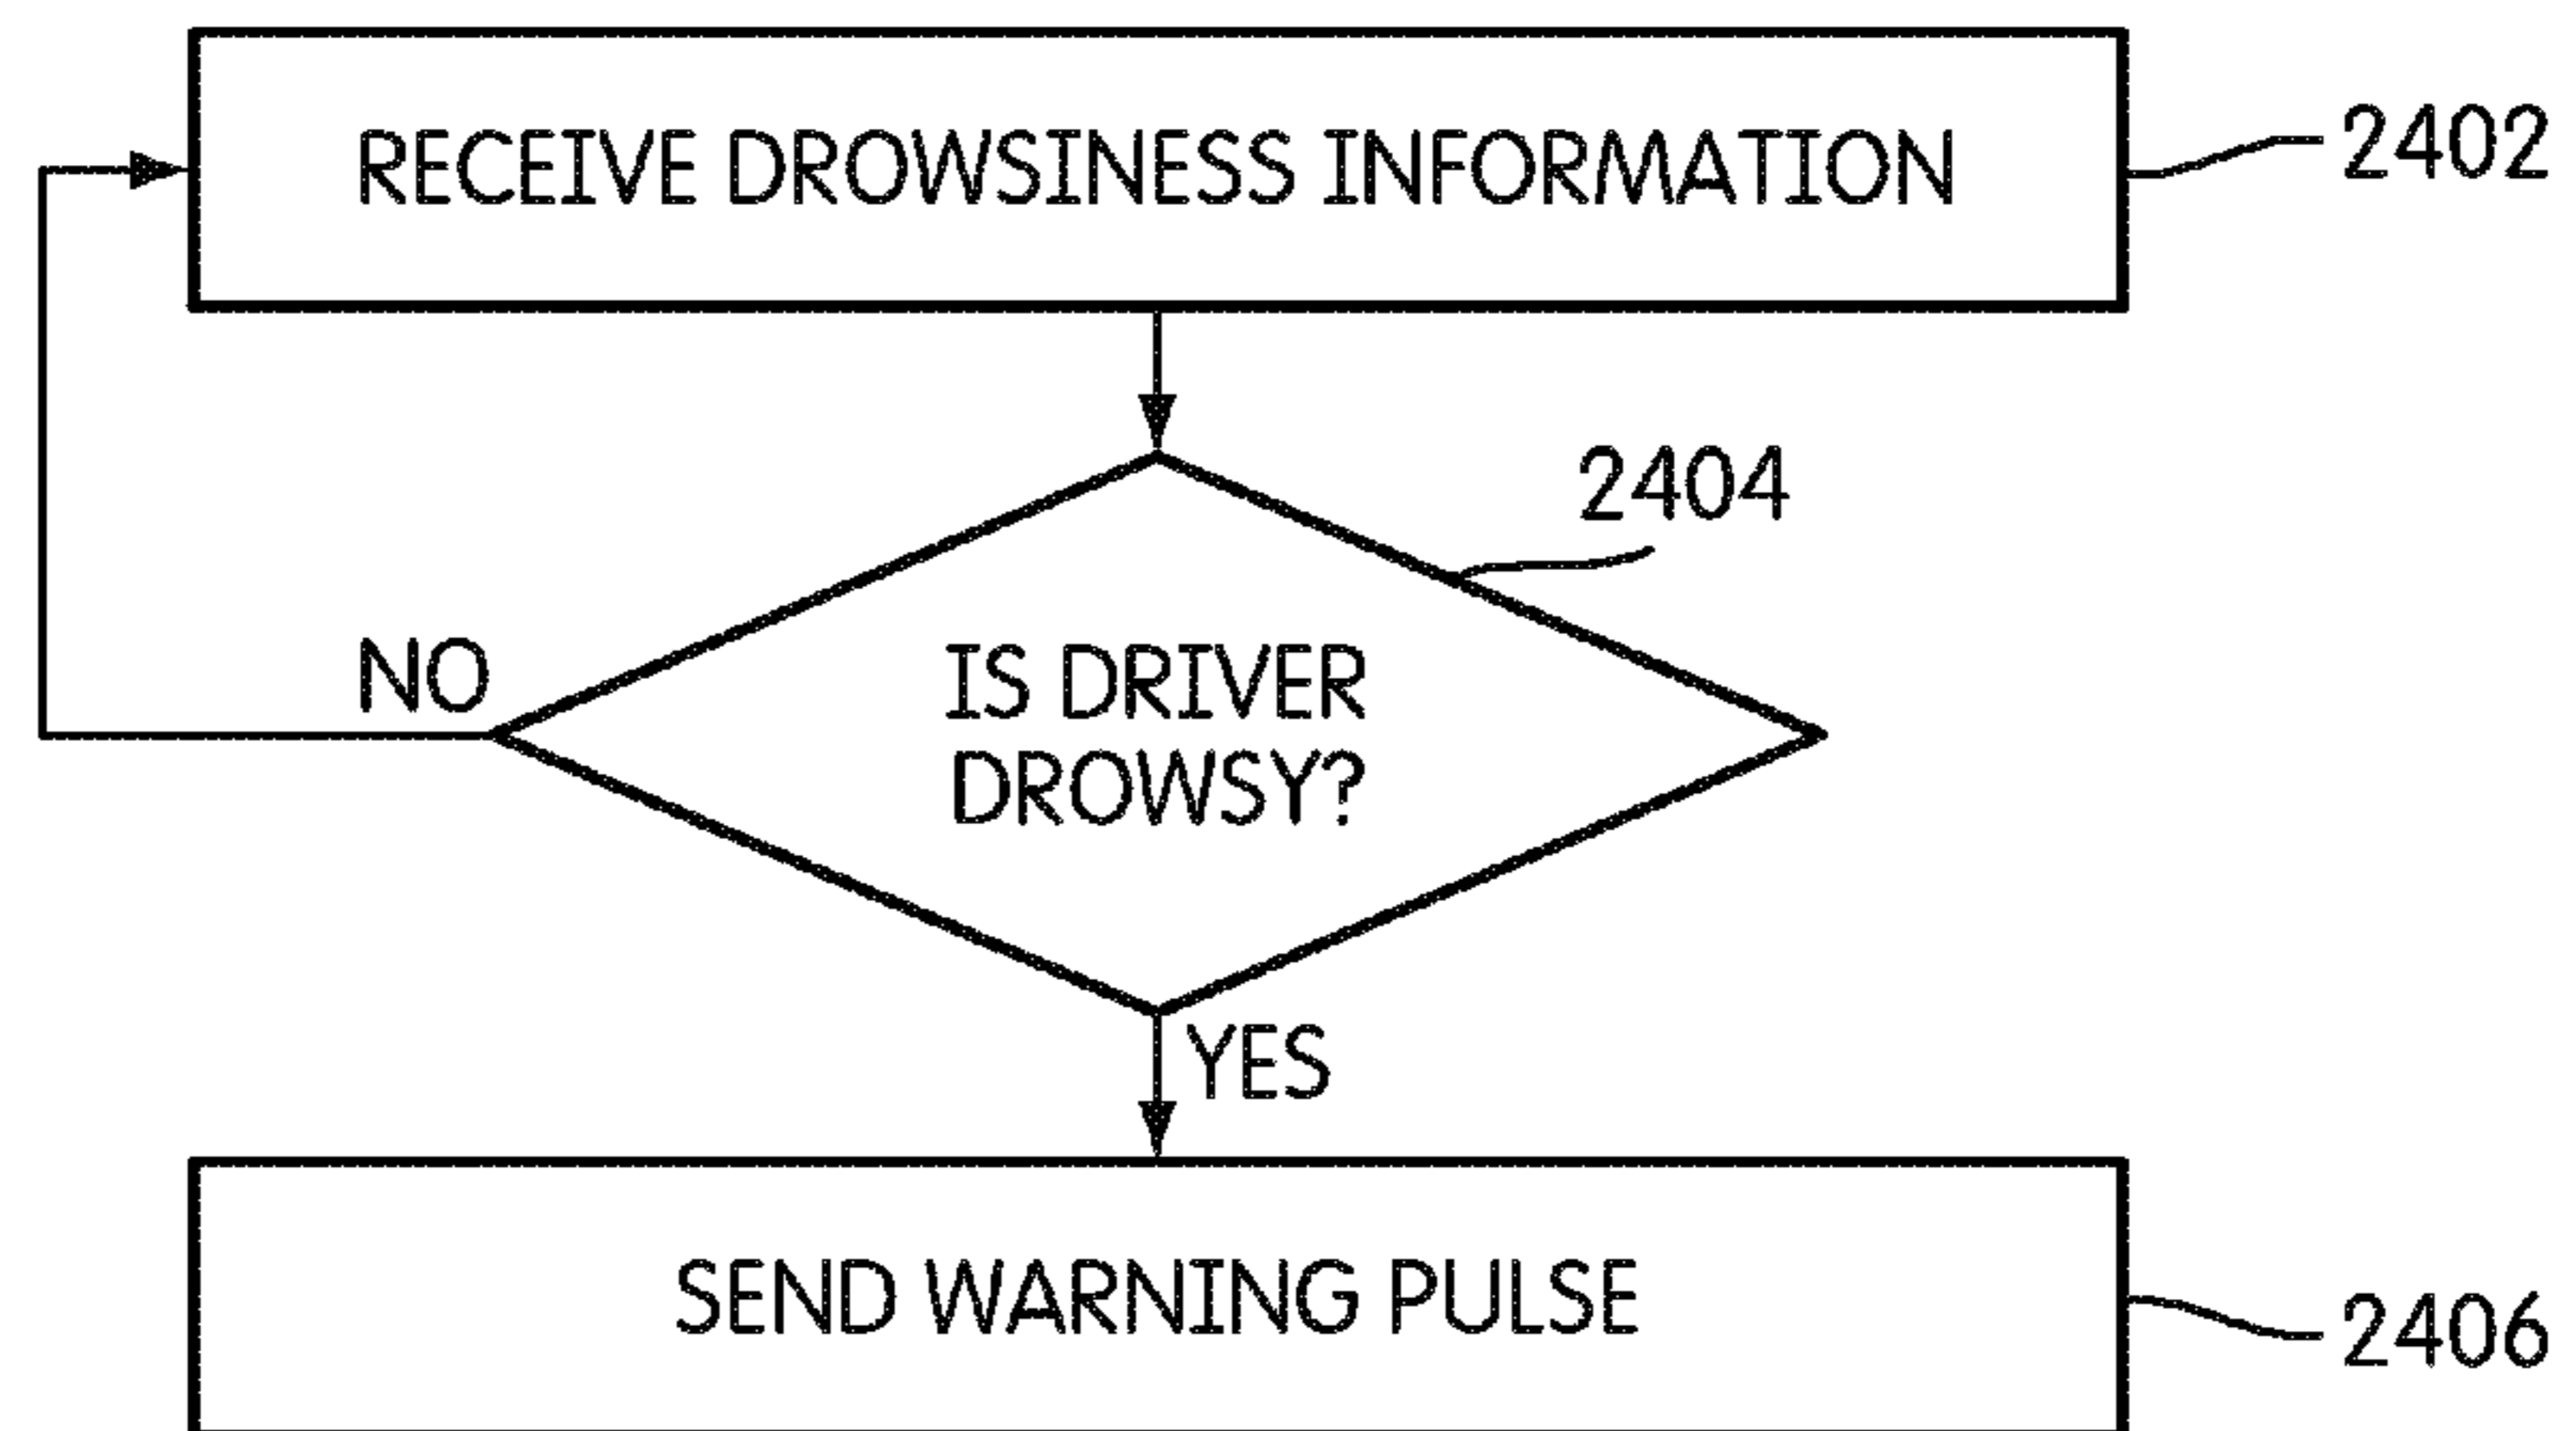 RECEIVE DROWSINESS INFORMATION
2402
2404
NO
IS DRIVER
DROWSY?
YES
SEND WARNING PULSE
2406